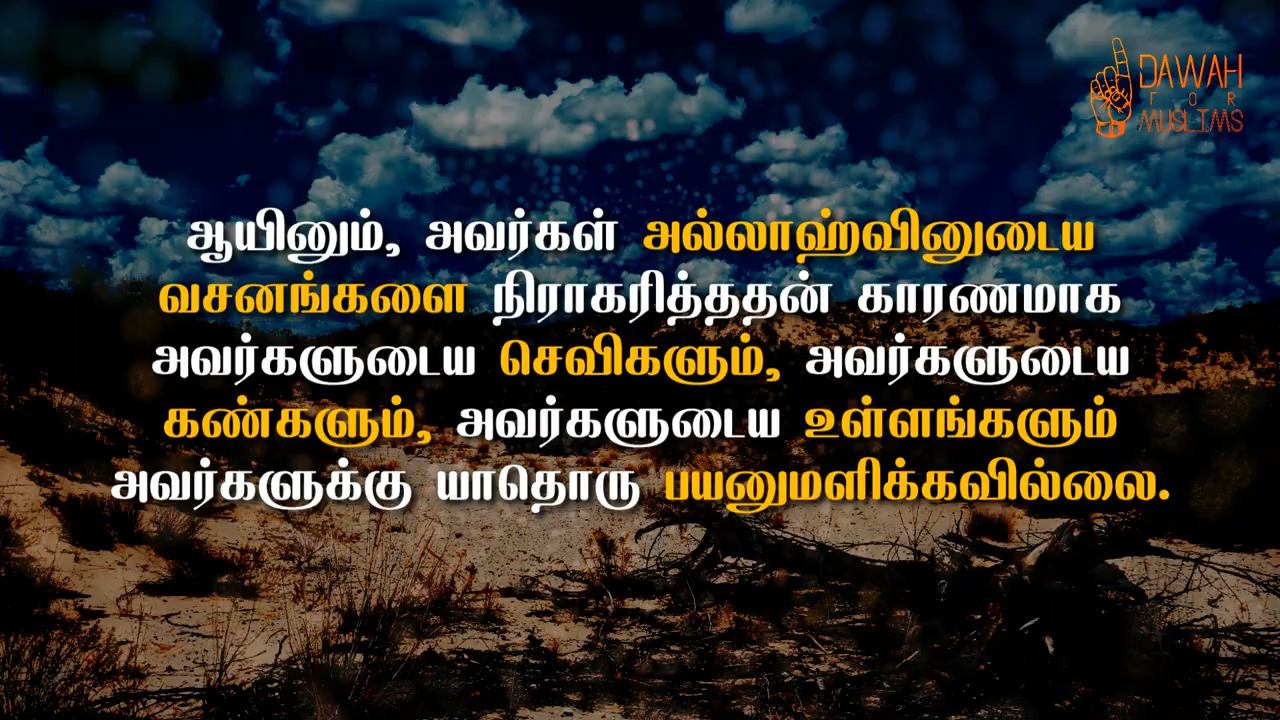 DAWAH
FOR
MUSLIMS
ஆயினும், அவர்கள் அல்லாஹ்வினுடைய
வசனங்களை நிராகரித்ததன் காரணமாக
அவர்களுடைய செவிகளும், அவர்களுடைய
கண்களும், அவர்களுடைய உள்ளங்களும்
அவர்களுக்கு யாதொரு பயனுமளிக்கவில்லை.